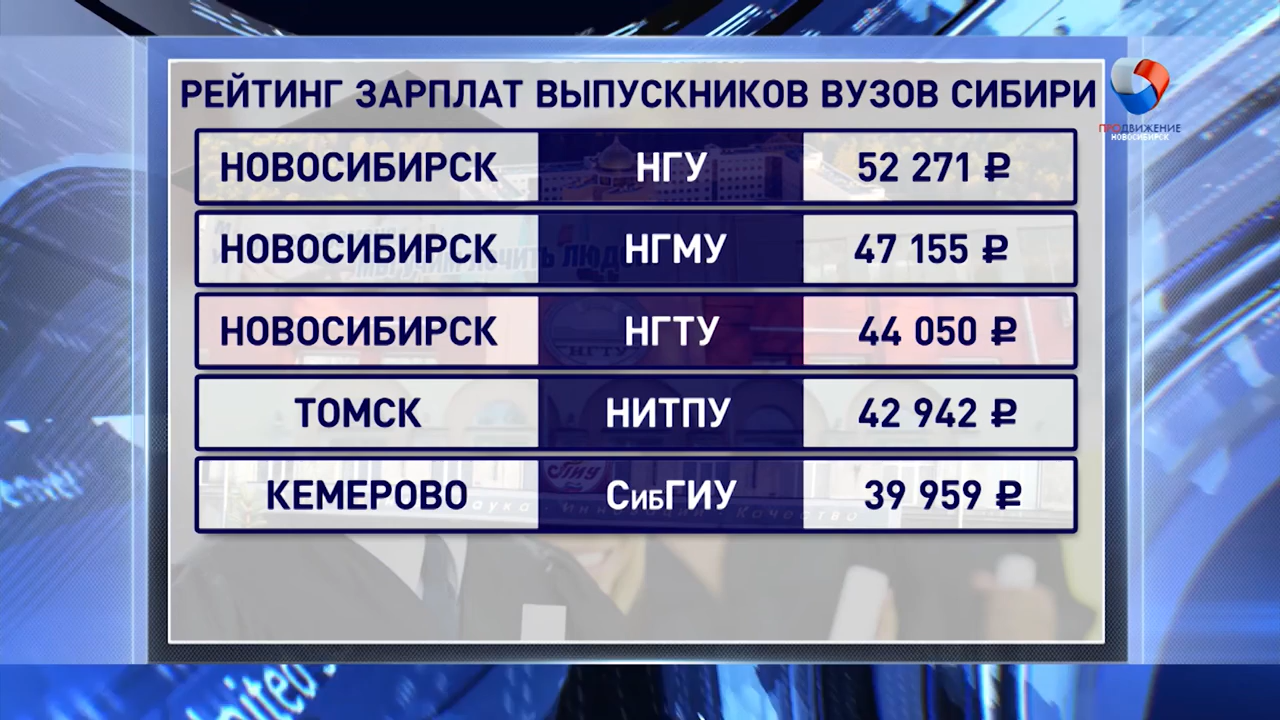 РЕЙТИНГ ЗАРПЛАТ ВЫПУСКНИКОВ ВУЗОВ СИБИРИ
ПРОДВИЖЕНИЕ
НОВОСИБИРСК
НОВОСИБИРСК НГУ 52 271 ₽
НОВОСИБИРСК НГМУ 47 155 ₽
НОВОСИБИРСК НГТУ 44 050 ₽
ТОМСК НИТПУ 42 942 ₽
КЕМЕРОВО СибГИУ 39 959 ₽